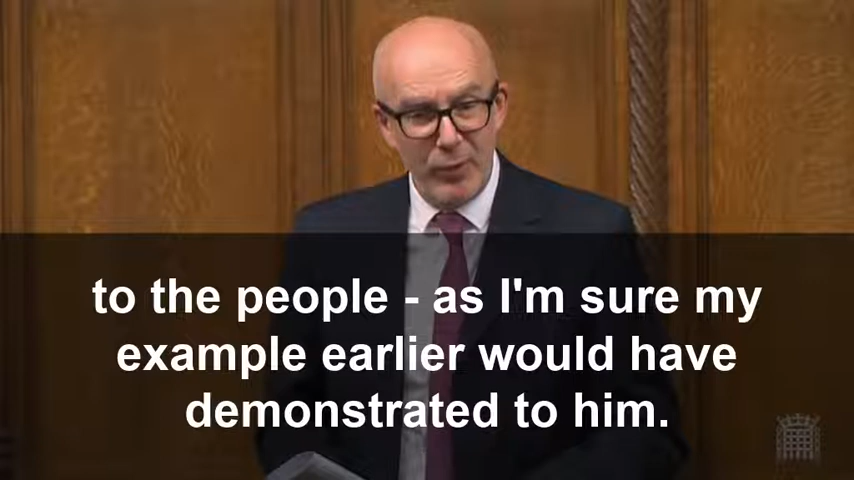 to the people - as I'm sure my
example earlier would have
demonstrated to him.